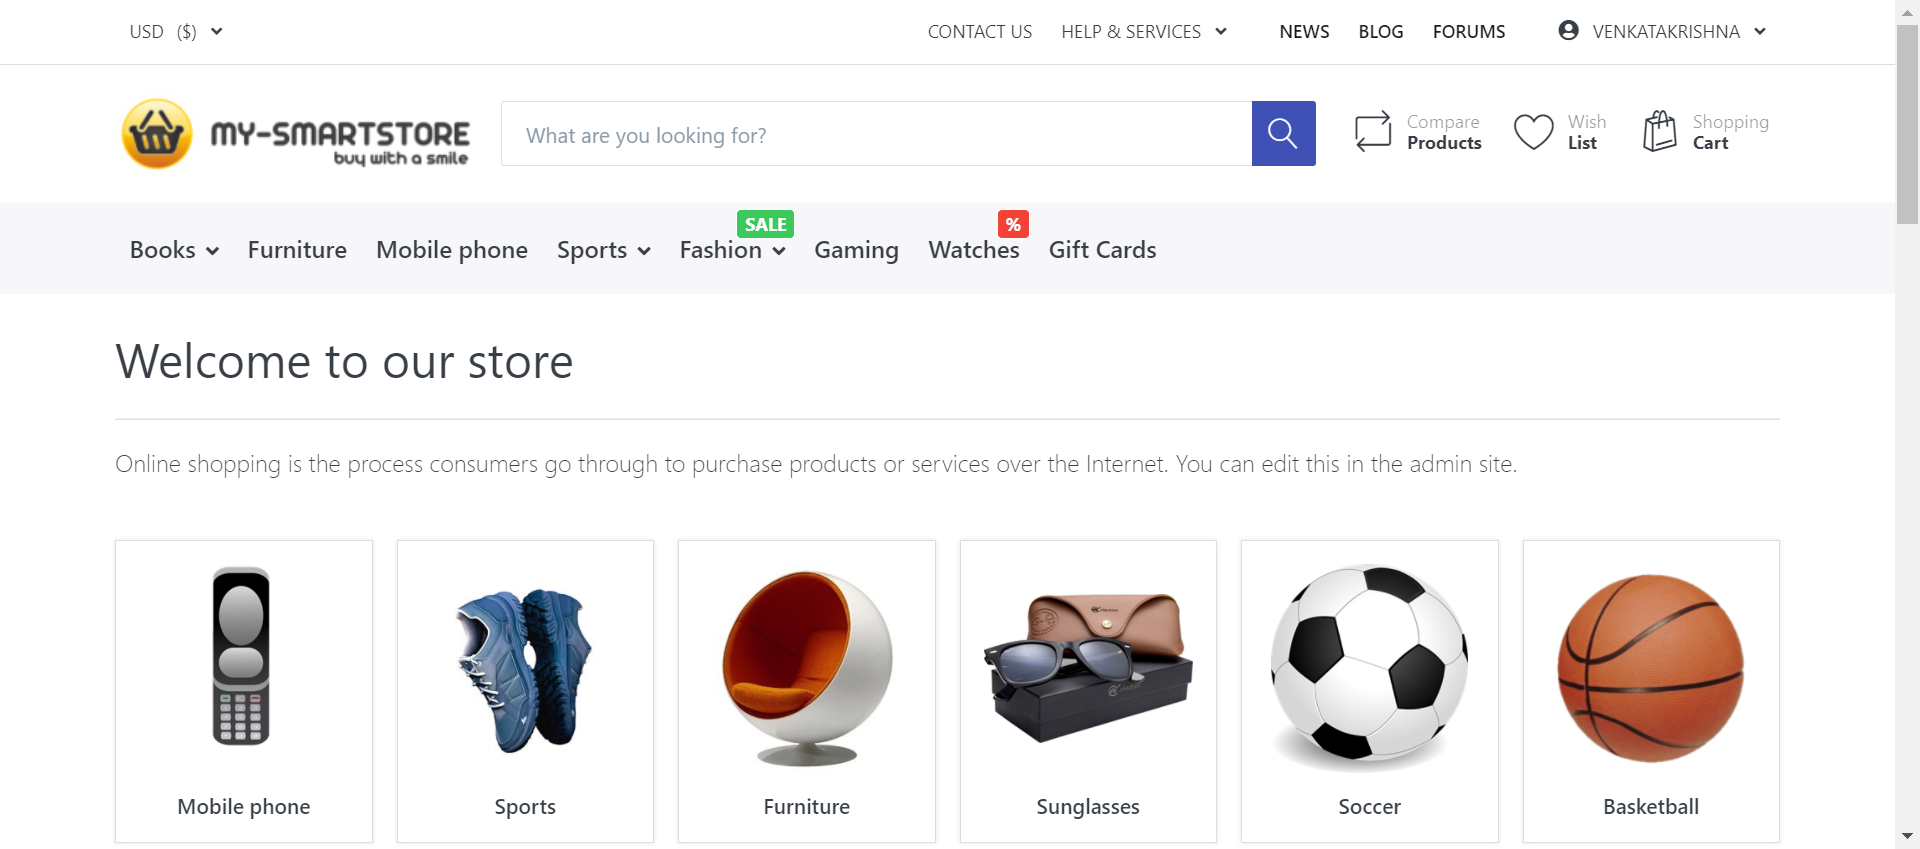 USD ($)
CONTACT US
HELP & SERVICES
NEWS
BLOG
FORUMS
VENKATAKRISHNA
MY-SMARTSTORE
buy with a smile
What are you looking for?
Compare
Products
Wish
List
Shopping
Cart
SALE
%
Books
Furniture
Mobile phone
Sports
Fashion
Gaming
Watches
Gift Cards
Welcome to our store
Online shopping is the process consumers go through to purchase products or services over the Internet. You can edit this in the admin site.
Mobile phone
Sports
Furniture
Sunglasses
Soccer
Basketball